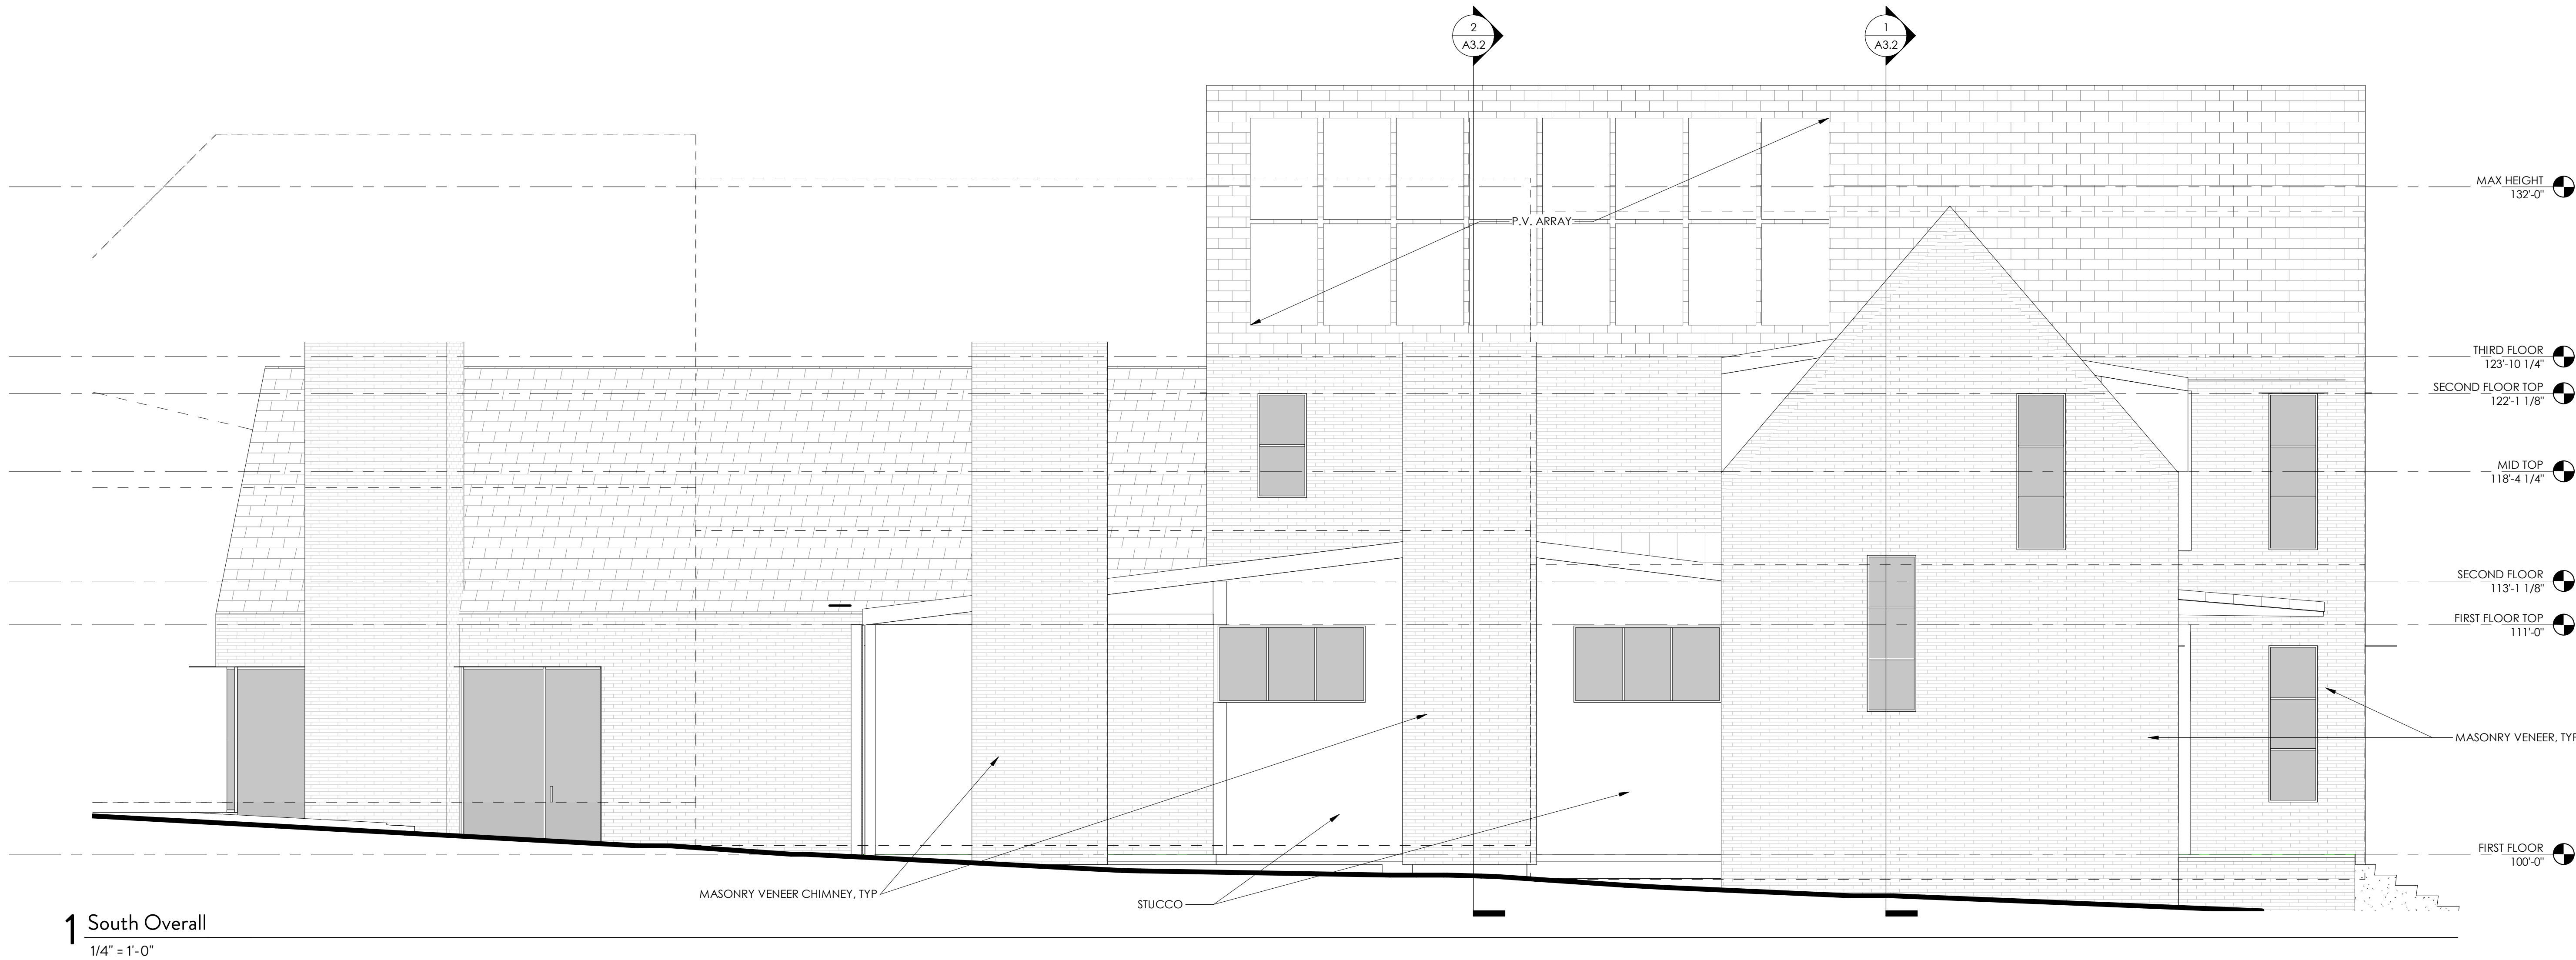 2
A3.2
1
A3.2
MAX HEIGHT
132'-0"
P.V. ARRAY
THIRD FLOOR
123'-10 1/4"
SECOND FLOOR TOP
122'-1 1/8"
MID TOP
118'-4 1/4"
SECOND FLOOR
113'-1 1/8"
FIRST FLOOR TOP
111'-0"
MASONRY VENEER, TYP
FIRST FLOOR
100'-0"
MASONRY VENEER CHIMNEY, TYP
STUCCO
1 South Overall
1/4" = 1'-0"